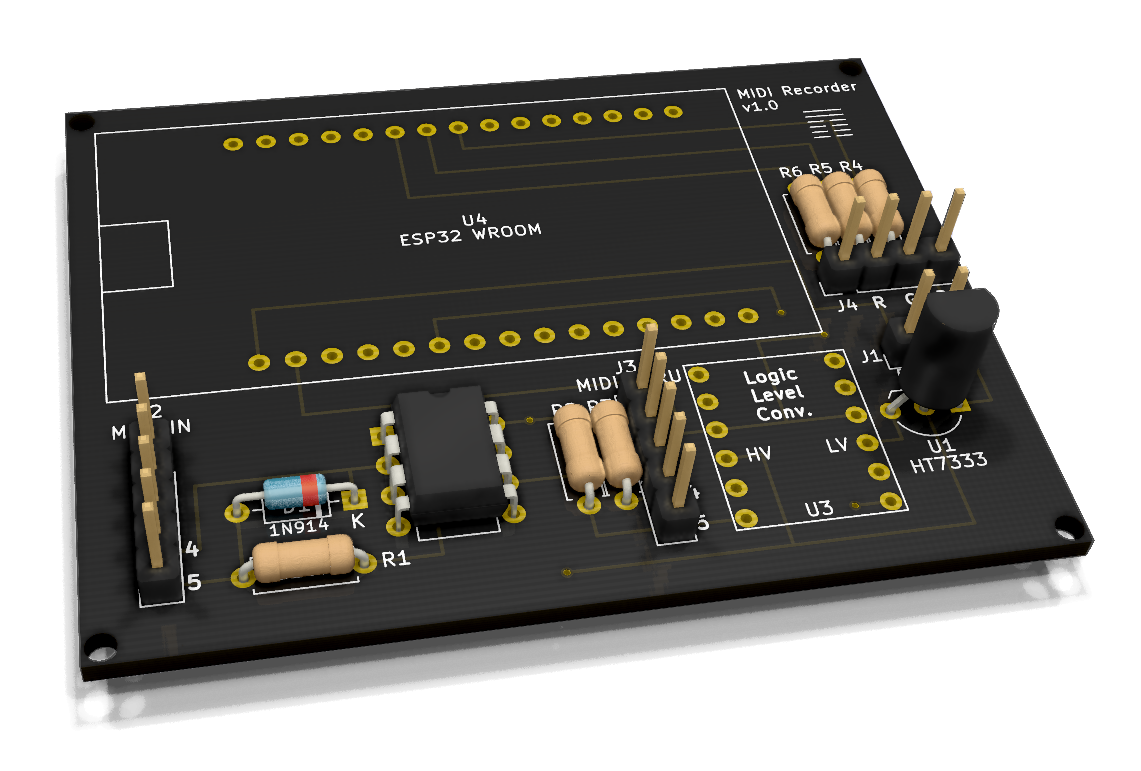 MIDI Recorder
v1.0
R6 R5 R4
U4
ESP32 WROOM
J4 R
J1
J3
MIDI
Logic
Level
Conv.
HV
LV
U1
HT7333
U3
IN
1N914
K
R1
4
5
5